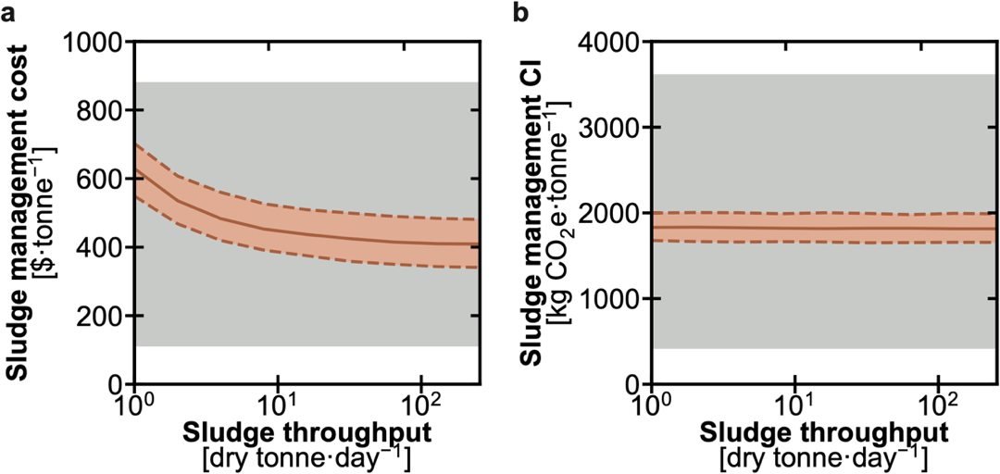 a
Sludge management cost
[$·tonne⁻¹]
1000
800
600
400
200
0
10⁰
10¹
10²
Sludge throughput
[dry tonne·day⁻¹]
b
Sludge management CI
[kg CO₂e·tonne⁻¹]
4000
3000
2000
1000
0
10⁰
10¹
10²
Sludge throughput
[dry tonne·day⁻¹]